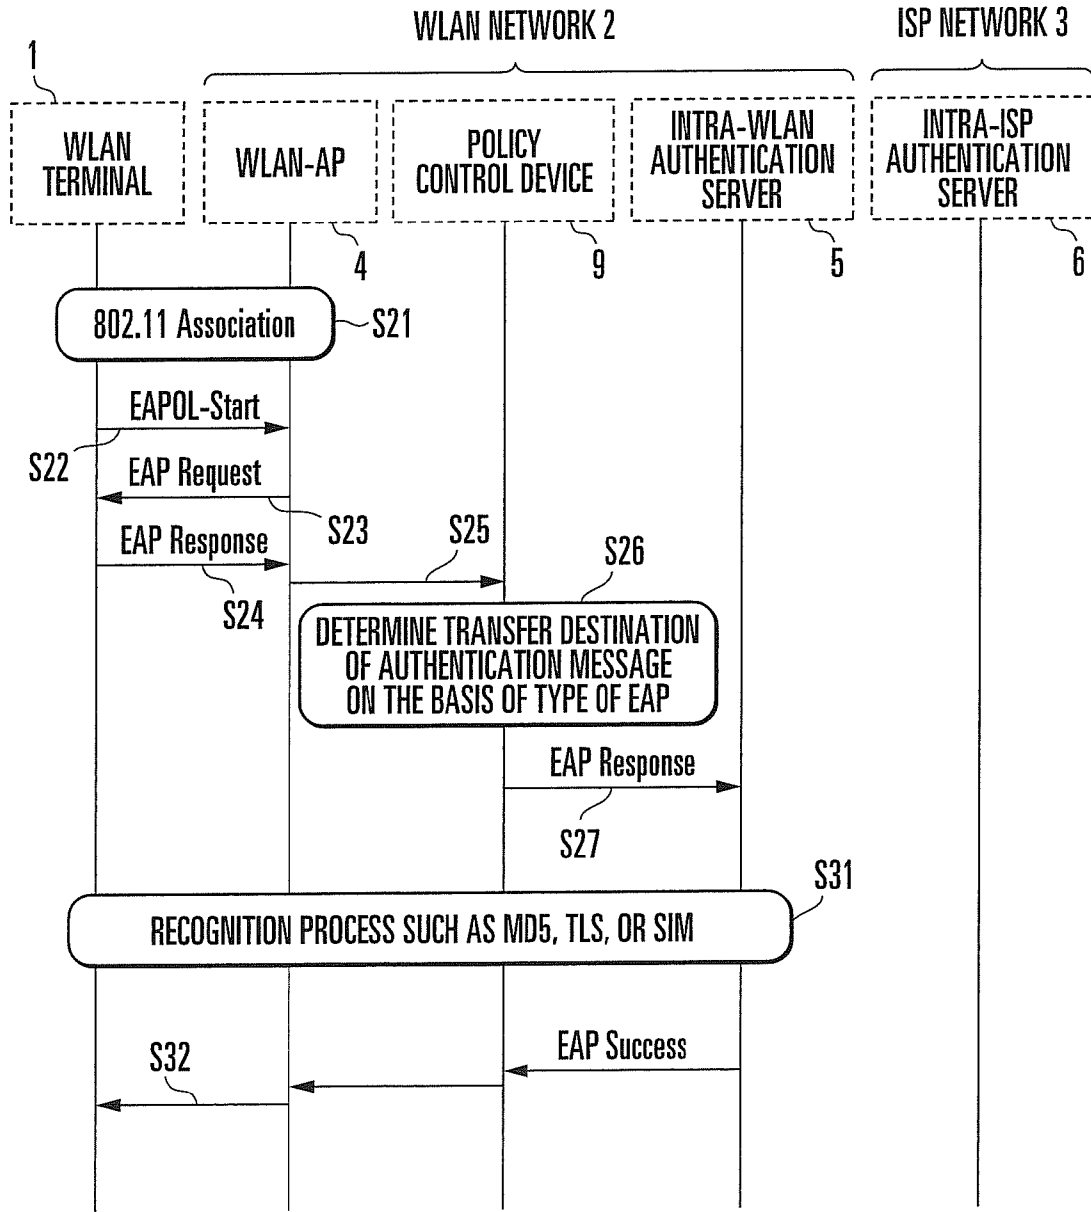 WLAN NETWORK 2
ISP NETWORK 3
1
WLAN
TERMINAL
WLAN-AP
POLICY
CONTROL DEVICE
INTRA-WLAN
AUTHENTICATION
SERVER
INTRA-ISP
AUTHENTICATION
SERVER
4
9
5
6
802.11 Association
S21
EAPOL-Start
S22
EAP Request
S23
EAP Response
S24
S25
S26
DETERMINE TRANSFER DESTINATION
OF AUTHENTICATION MESSAGE
ON THE BASIS OF TYPE OF EAP
EAP Response
S27
S31
RECOGNITION PROCESS SUCH AS MD5, TLS, OR SIM
EAP Success
S32